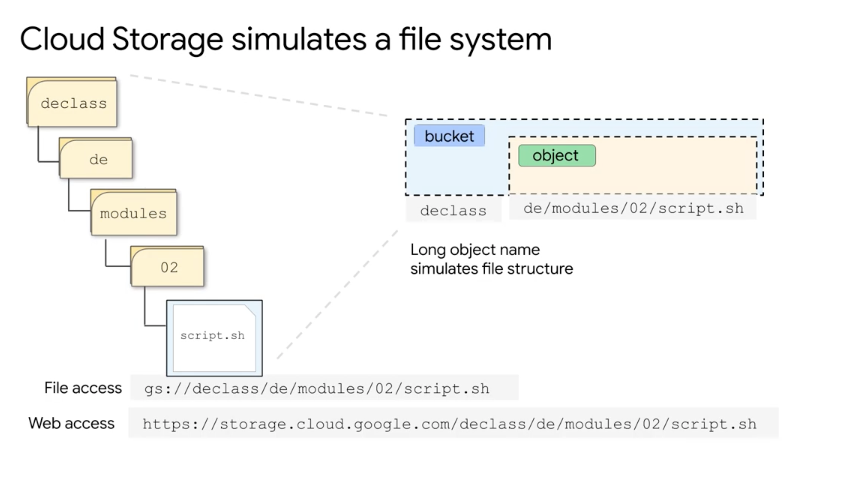 Cloud Storage simulates a file system
declass
de
modules
02
script.sh
bucket
object
declass
de/modules/02/script.sh
Long object name
simulates file structure
File access
gs://declass/de/modules/02/script.sh
Web access
https://storage.cloud.google.com/declass/de/modules/02/script.sh